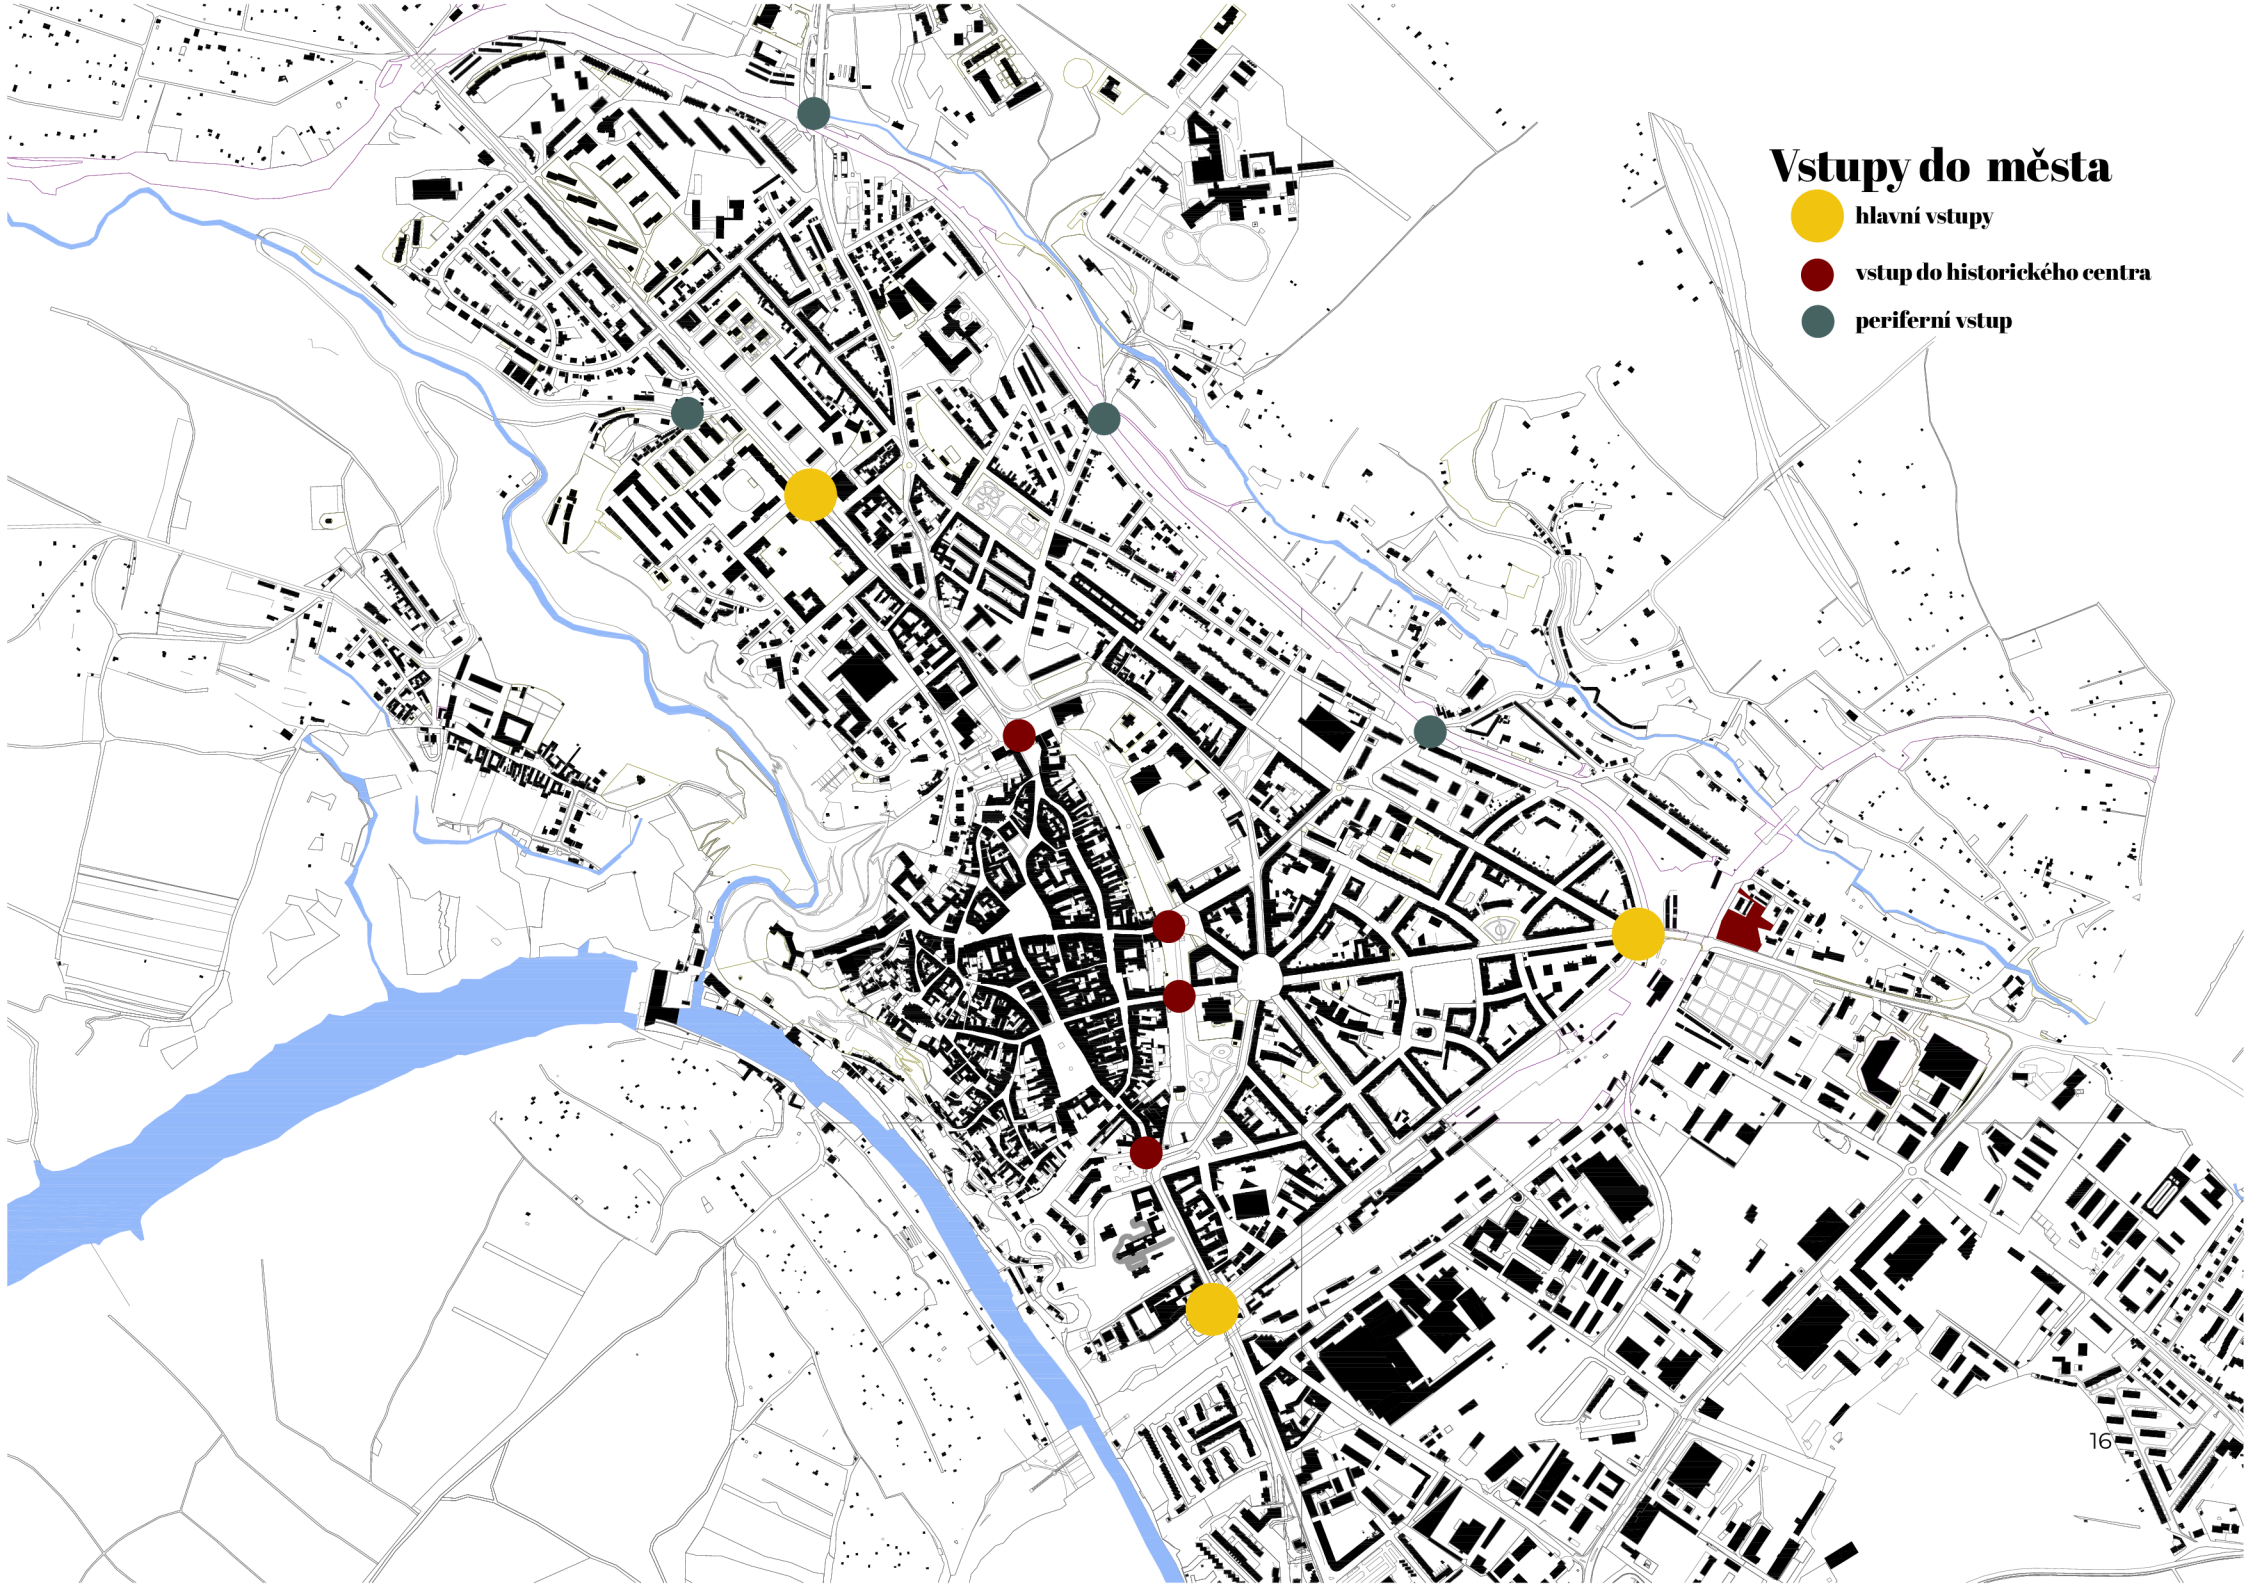 Vstupy do města
hlavní vstupy
vstup do historického centra
periferní vstup
16